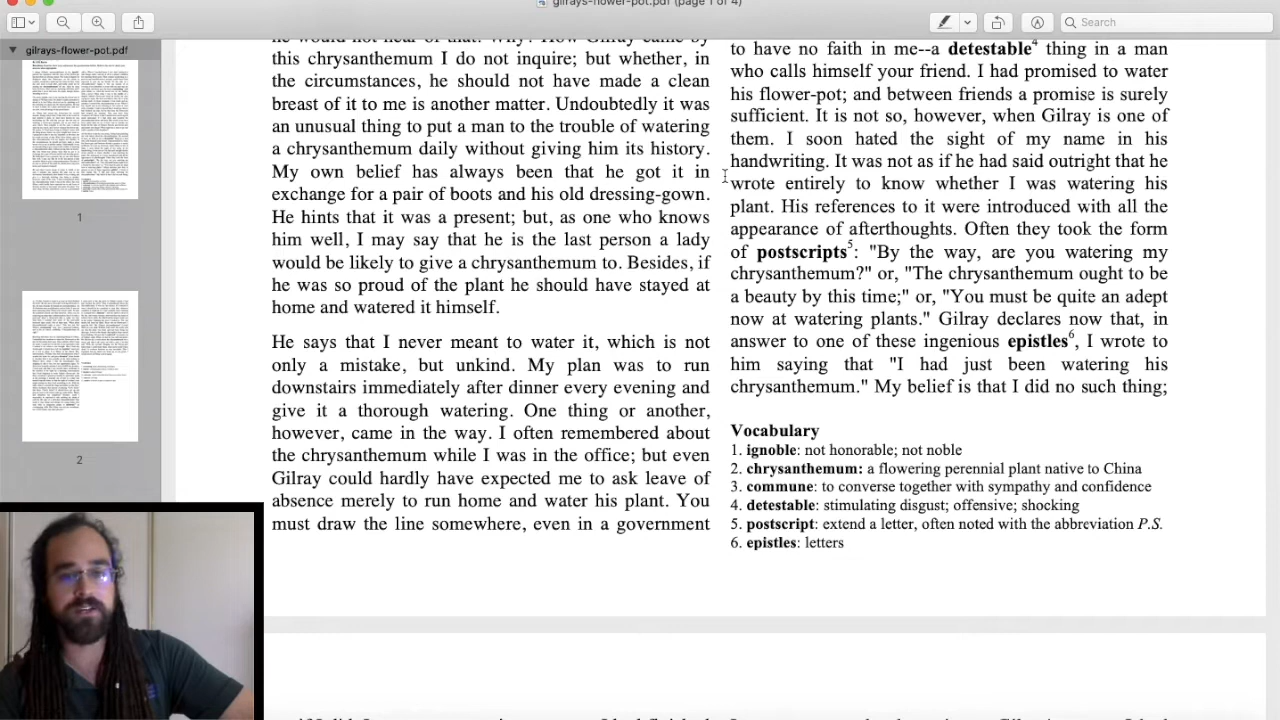 gilrays-flower-pot.pdf (page 1 of 4)
Search
gilrays-flower-pot.pdf
1
2
he would not hear of that. Why? How Gilray came by
this chrysanthemum I do not inquire; but whether, in
the circumstances, he should not have made a clean
breast of it to me is another matter. Undoubtedly it was
an unusual thing to put a man to the trouble of watering
a chrysanthemum daily without giving him its history.
My own belief has always been that he got it in
exchange for a pair of boots and his old dressing-gown.
He hints that it was a present; but, as one who knows
him well, I may say that he is the last person a lady
would be likely to give a chrysanthemum to. Besides, if
he was so proud of the plant he should have stayed at
home and watered it himself.
He says that I never meant to water it, which is not
only a mistake, but unkind. My plan was to run
downstairs immediately after dinner every evening and
give it a thorough watering. One thing or another,
however, came in the way. I often remembered about
the chrysanthemum while I was in the office; but even
Gilray could hardly have expected me to ask leave of
absence merely to run home and water his plant. You
must draw the line somewhere, even in a government
to have no faith in me--a detestable4 thing in a man
who calls himself your friend. I had promised to water
his flower-pot; and between friends a promise is surely
sufficient. It is not so, however, when Gilray is one of
them. I soon hated the sight of my name in his
handwriting. It was not as if he had said outright that he
wrote entirely to know whether I was watering his
plant. His references to it were introduced with all the
appearance of afterthoughts. Often they took the form
of postscripts5: "By the way, are you watering my
chrysanthemum?" or, "The chrysanthemum ought to be
a beauty by this time;" or, "You must be quite an adept
now at watering plants." Gilray declares now that, in
answer to one of these ingenious epistles6, I wrote to
him saying that "I had just been watering his
chrysanthemum." My belief is that I did no such thing;
Vocabulary
1. ignoble: not honorable; not noble
2. chrysanthemum: a flowering perennial plant native to China
3. commune: to converse together with sympathy and confidence
4. detestable: stimulating disgust; offensive; shocking
5. postscript: extend a letter, often noted with the abbreviation P.S.
6. epistles: letters